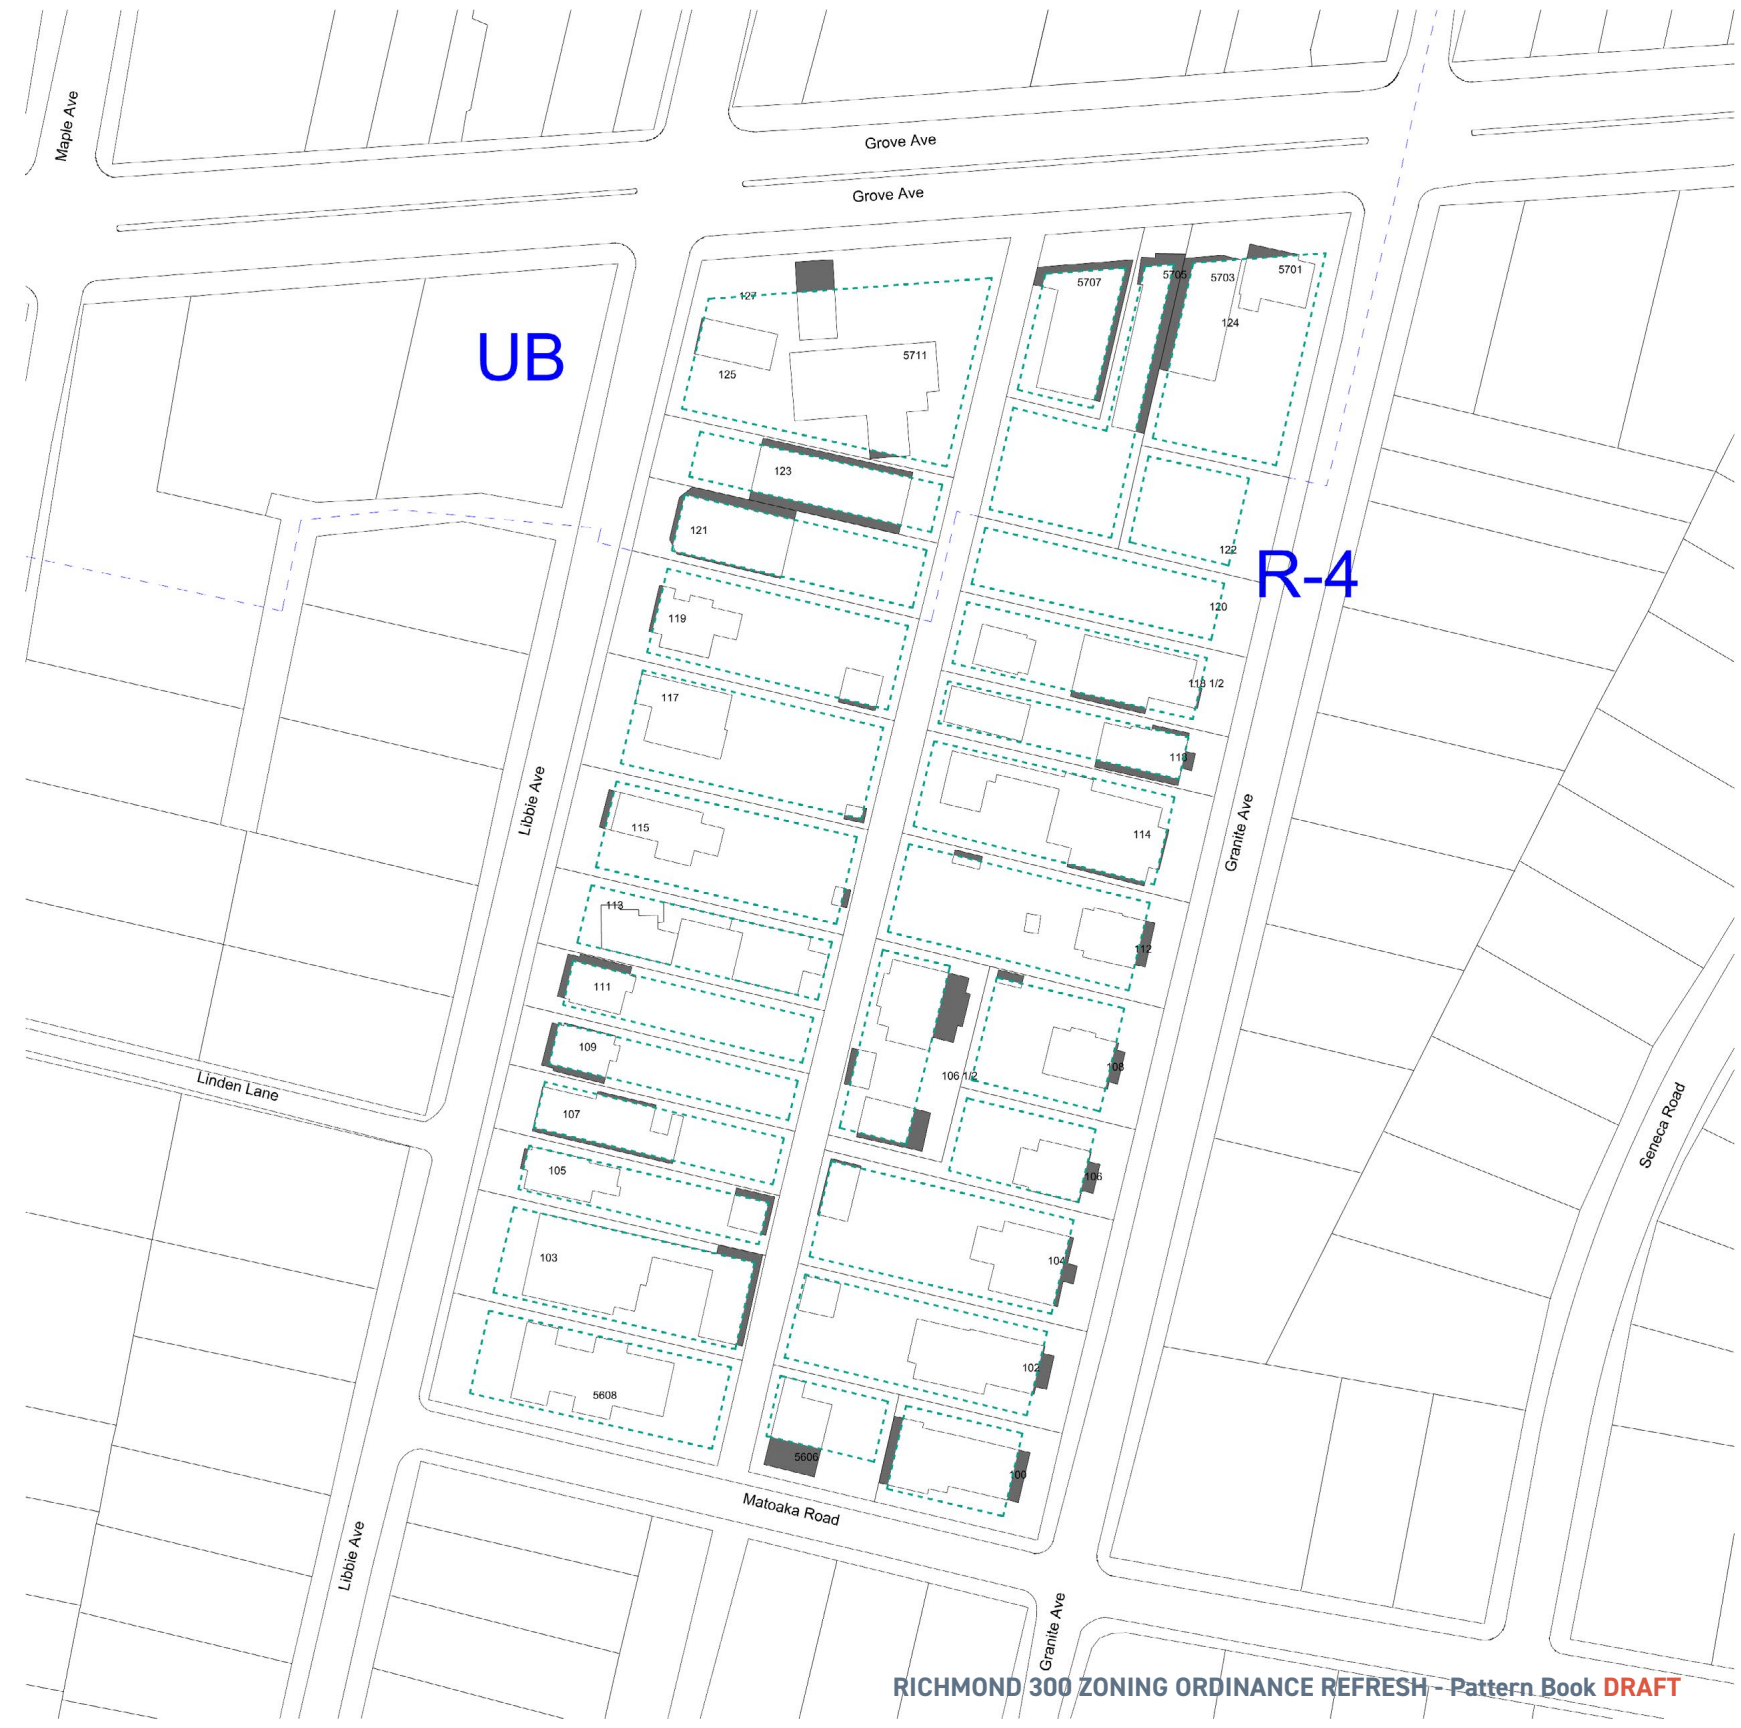 Maple Ave
Grove Ave
Grove Ave
UB
127
125
5711
5707
5705
5703
5701
124
123
121
122
R-4
120
119
118 1/2
117
118
115
114
Libbie Ave
Granite Ave
113
112
111
109
108
106 1/2
107
105
106
Linden Lane
Seneca Road
103
104
102
5608
5606
100
Matoaka Road
Libbie Ave
Granite Ave
RICHMOND 300 ZONING ORDINANCE REFRESH - Pattern Book DRAFT